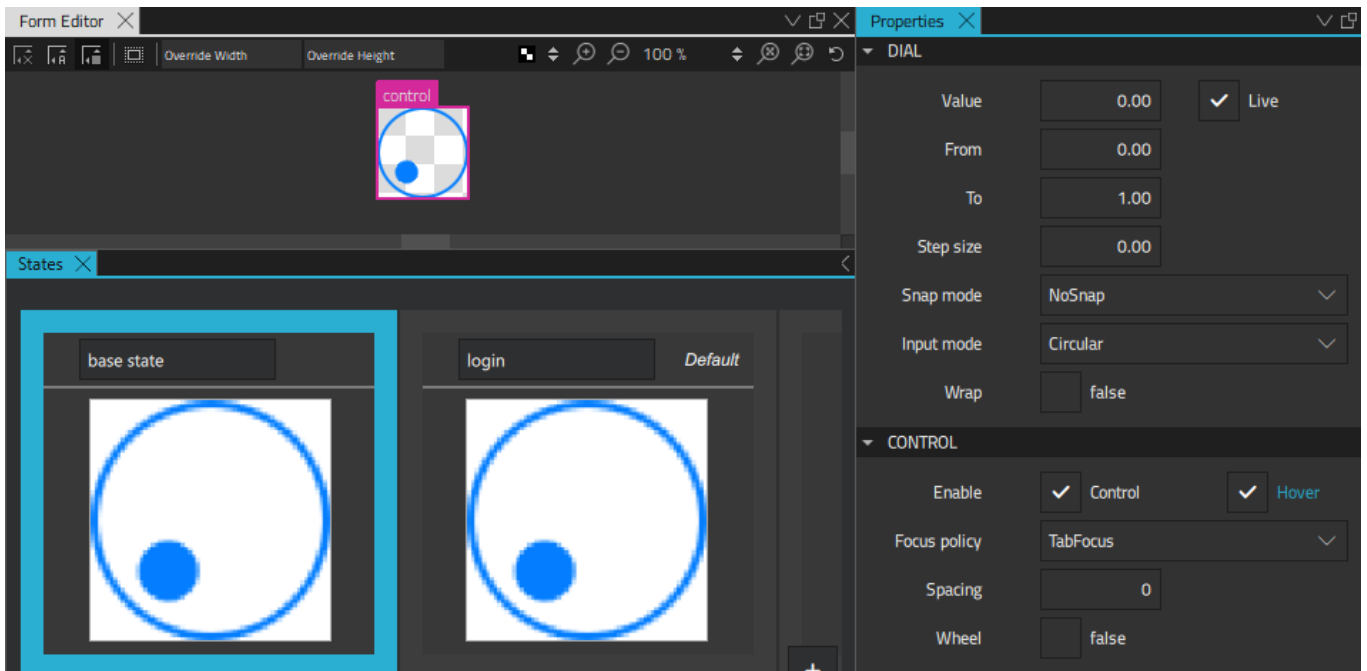 Form Editor
Override Width
Override Height
100 %
control
States
base state
login
Default
Properties
DIAL
Value
0.00
Live
From
0.00
To
1.00
Step size
0.00
Snap mode
NoSnap
Input mode
Circular
Wrap
false
CONTROL
Enable
Control
Hover
Focus policy
TabFocus
Spacing
0
Wheel
false